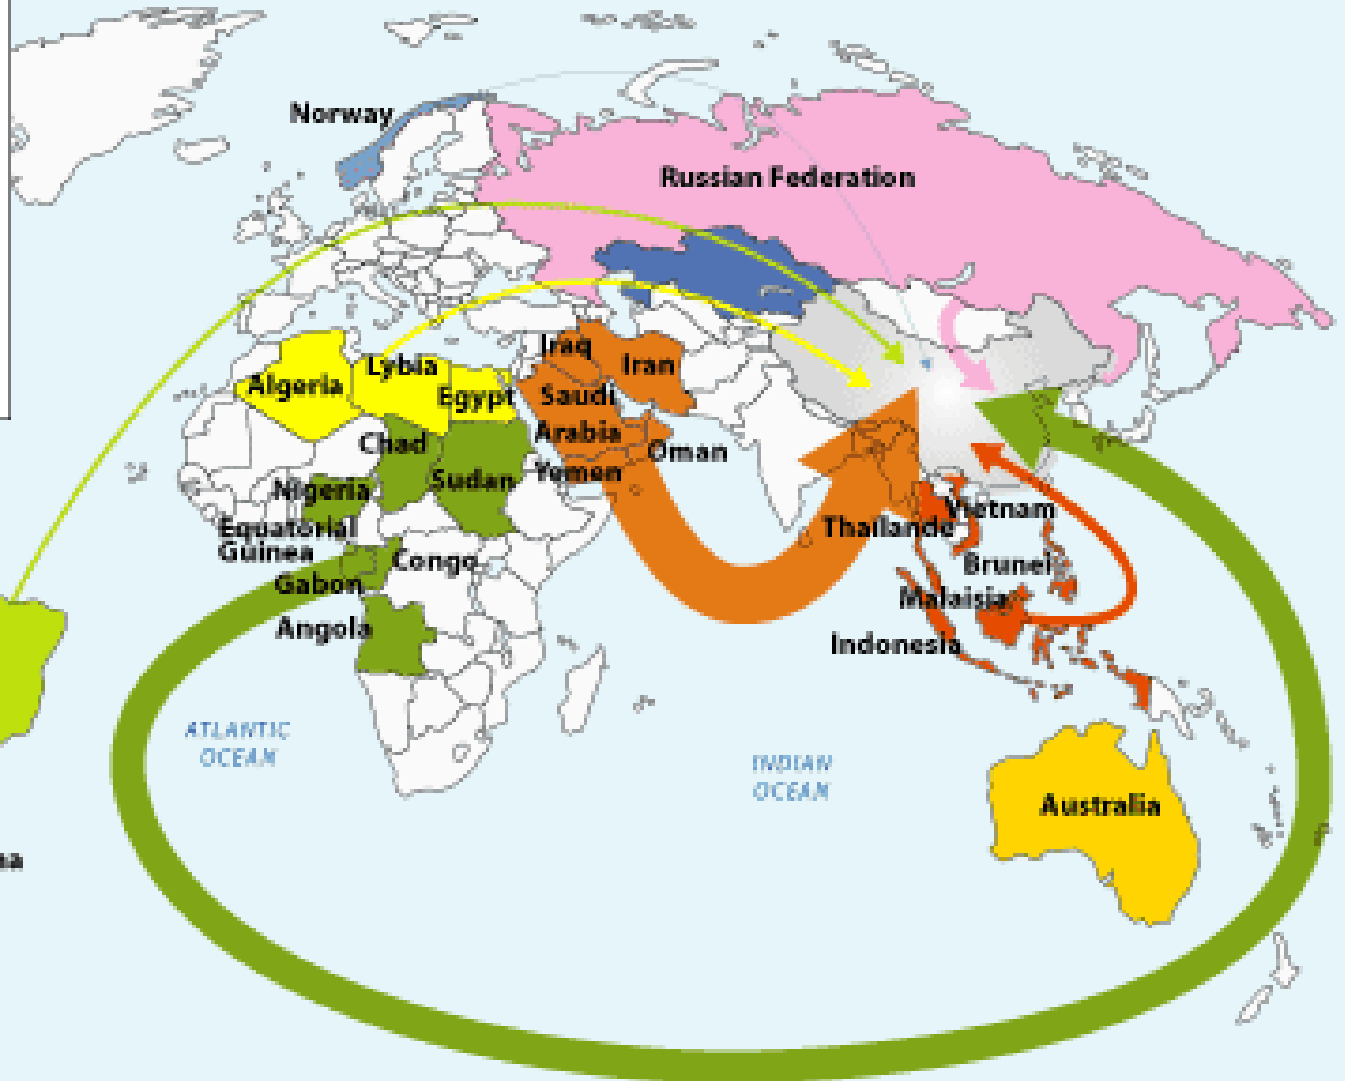 Norway
Russian Federation
Iraq
Iran
Lybia
Algeria
Egypt
Saudi
Arabia
Chad
Oman
Sudan
Yemen
Nigeria
Equatorial
Guinea
Congo
Gabon
Angola
Vietnam
Thailande
Brunei
Malaisia
Indonesia
ATLANTIC
OCEAN
INDIAN
OCEAN
Australia